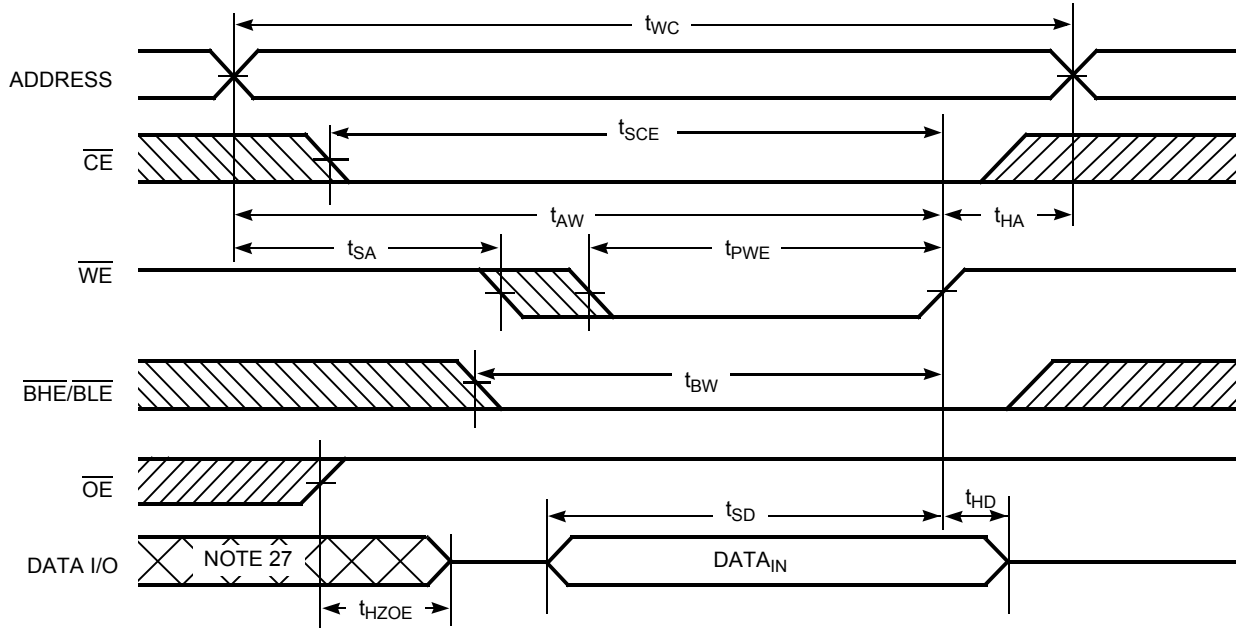 tWC
ADDRESS
tSCE
CE
tAW
tHA
tSA
tPWE
WE
tBW
BHE/BLE
OE
tSD
tHD
DATA I/O
NOTE 27
DATAIN
tHZOE